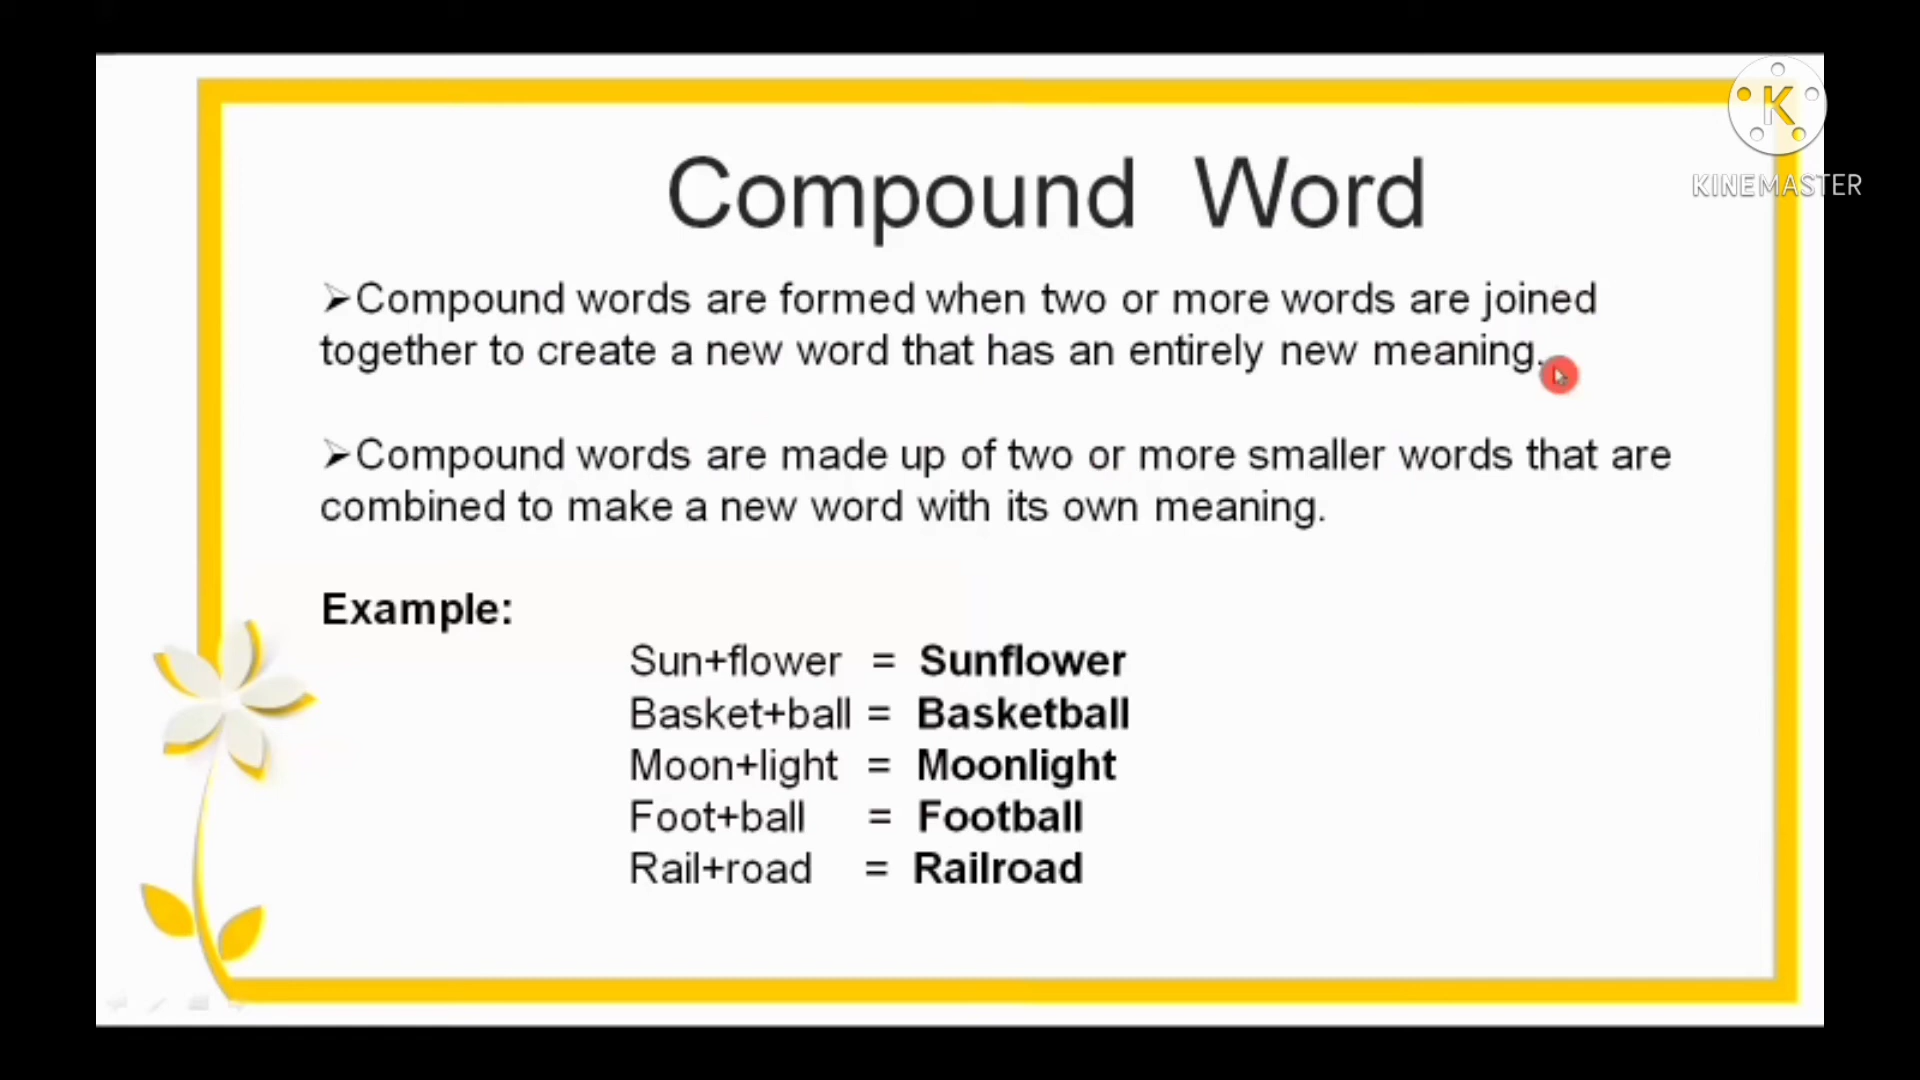 KINEMASTER
Compound Word
➢Compound words are formed when two or more words are joined
together to create a new word that has an entirely new meaning.
➢Compound words are made up of two or more smaller words that are
combined to make a new word with its own meaning.
Example:
Sun+flower = Sunflower
Basket+ball = Basketball
Moon+light = Moonlight
Foot+ball = Football
Rail+road = Railroad